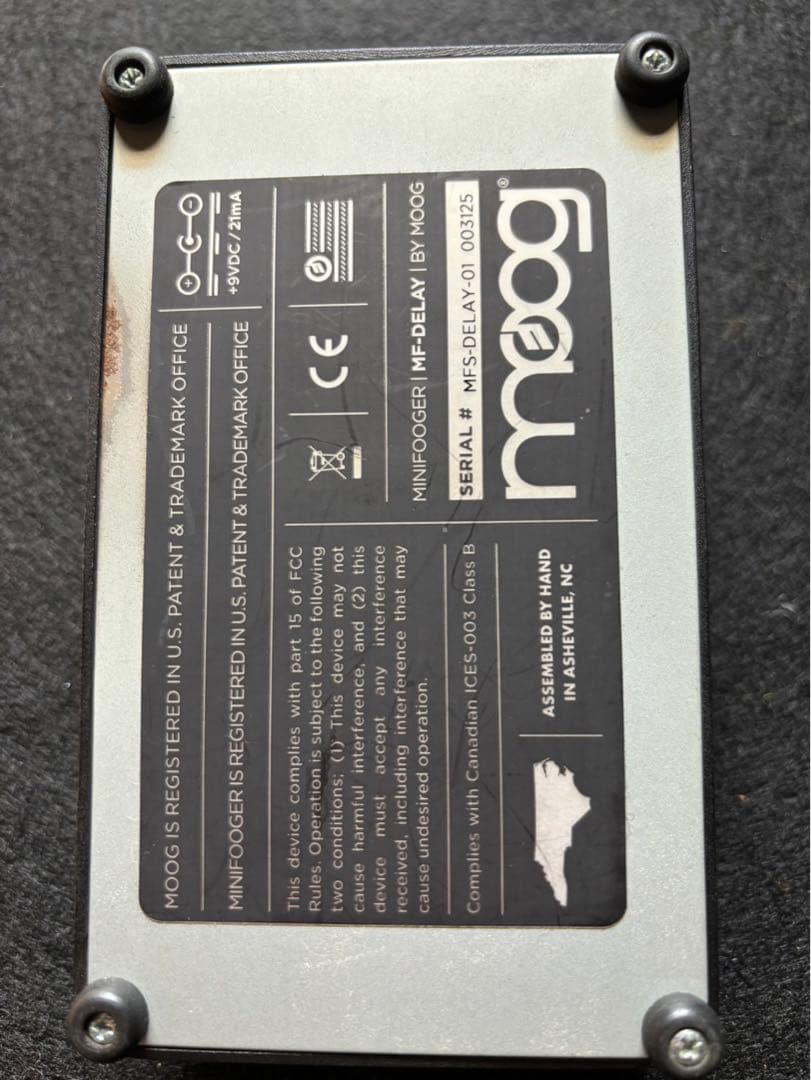 MOOG IS REGISTERED IN U.S. PATENT & TRADEMARK OFFICE
MINIFOOGER IS REGISTERED IN U.S. PATENT & TRADEMARK OFFICE
+9VDC / 21mA
This device complies with part 15 of FCC
Rules. Operation is subject to the following
two conditions; (1) This device may not
cause harmful interference, and (2) this
device must accept any interference
received, including interference that may
cause undesired operation.
Complies with Canadian ICES-003 Class B
ASSEMBLED BY HAND
IN ASHEVILLE, NC
CE
MINIFOOGER | MF-DELAY | BY MOOG
SERIAL # MFS-DELAY-01 003125
moog®